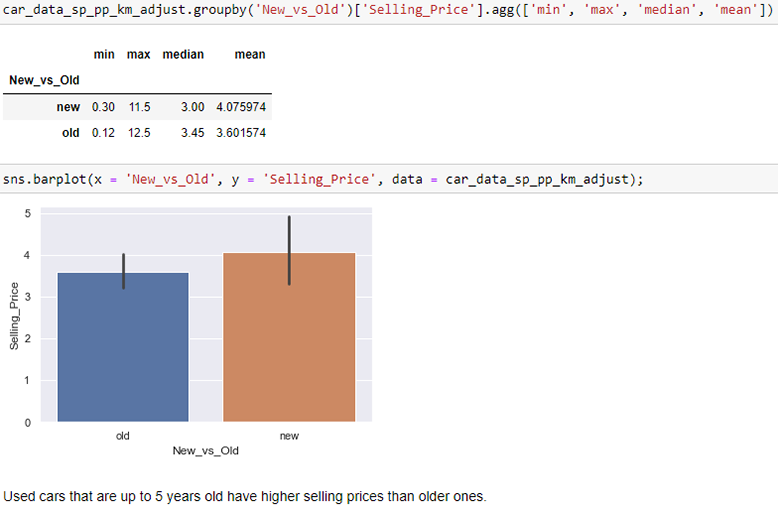 car_data_sp_pp_km_adjust.groupby('New_vs_Old')['Selling_Price'].agg(['min', 'max', 'median', 'mean'])
min max median mean
New_vs_Old
new 0.30 11.5 3.00 4.075974
old 0.12 12.5 3.45 3.601574
sns.barplot(x = 'New_vs_Old', y = 'Selling_Price', data = car_data_sp_pp_km_adjust);
5
4
3
2
1
0
Selling_Price
old new
New_vs_Old
Used cars that are up to 5 years old have higher selling prices than older ones.